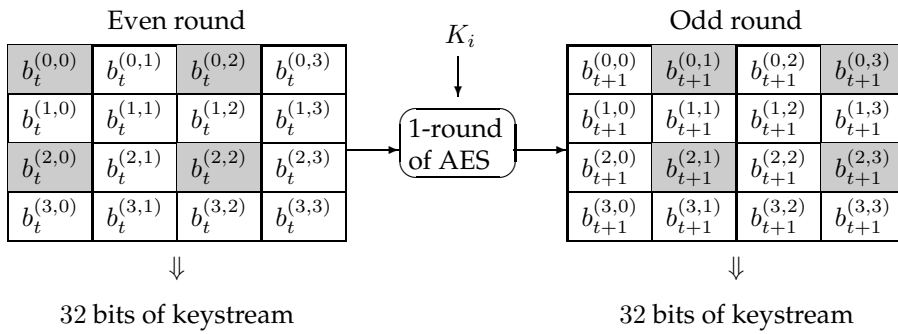 Even round
Odd round
K_i
b_t^{(0,0)} b_t^{(0,1)} b_t^{(0,2)} b_t^{(0,3)}
b_t^{(1,0)} b_t^{(1,1)} b_t^{(1,2)} b_t^{(1,3)}
b_t^{(2,0)} b_t^{(2,1)} b_t^{(2,2)} b_t^{(2,3)}
b_t^{(3,0)} b_t^{(3,1)} b_t^{(3,2)} b_t^{(3,3)}
1-round
of AES
b_{t+1}^{(0,0)} b_{t+1}^{(0,1)} b_{t+1}^{(0,2)} b_{t+1}^{(0,3)}
b_{t+1}^{(1,0)} b_{t+1}^{(1,1)} b_{t+1}^{(1,2)} b_{t+1}^{(1,3)}
b_{t+1}^{(2,0)} b_{t+1}^{(2,1)} b_{t+1}^{(2,2)} b_{t+1}^{(2,3)}
b_{t+1}^{(3,0)} b_{t+1}^{(3,1)} b_{t+1}^{(3,2)} b_{t+1}^{(3,3)}
⇓
⇓
32 bits of keystream
32 bits of keystream